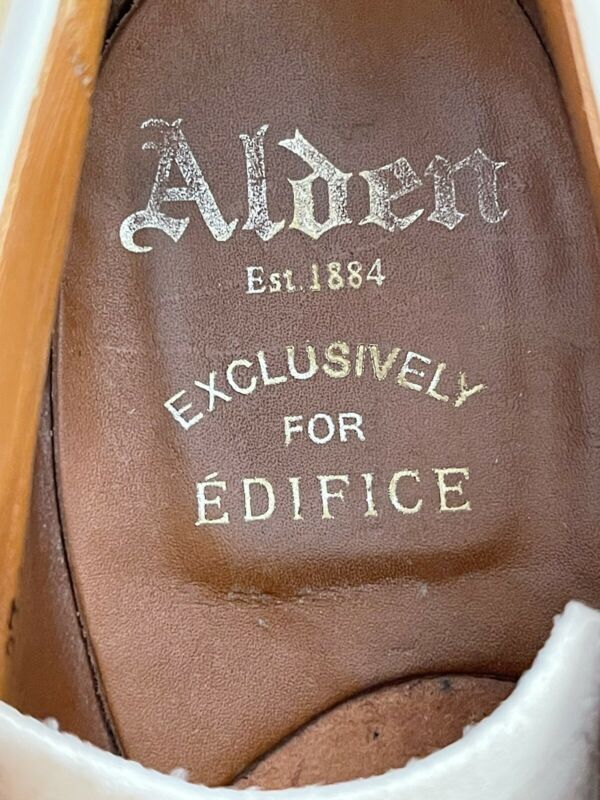 Alden
Est. 1884
EXCLUSIVELY
FOR
ÉDIFICE